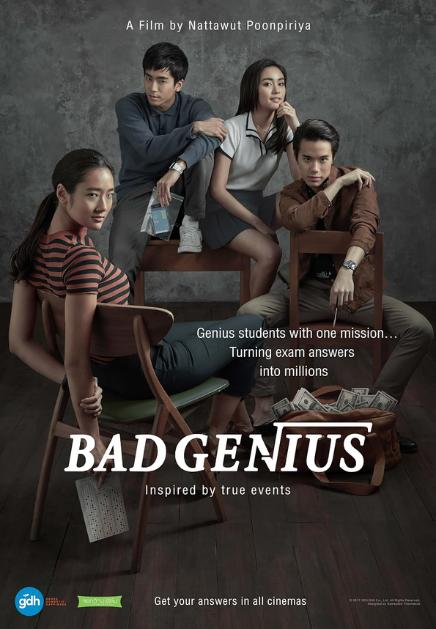 A Film by Nattawut Poonpiriya
Genius students with one mission...
Turning exam answers
into millions
BAD GENIUS
Inspired by true events
gdh
Get your answers in all cinemas